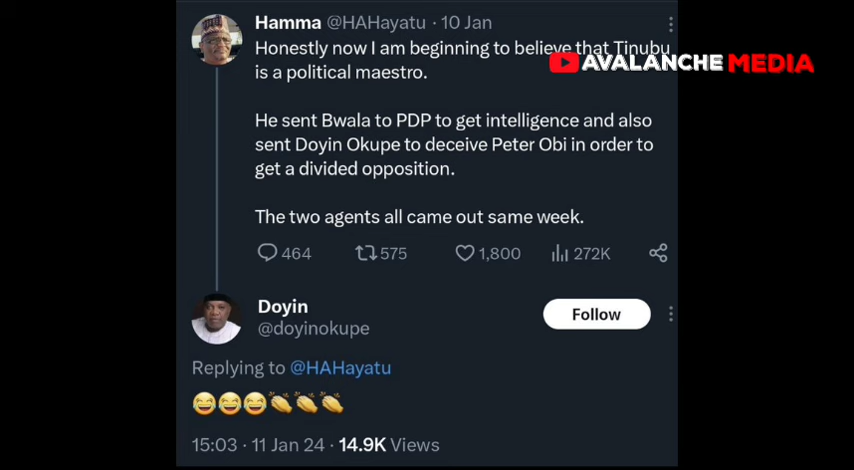 Hamma @HAHayatu · 10 Jan
Honestly now I am beginning to believe that Tinubu
is a political maestro.
AVALANCHE MEDIA
He sent Bwala to PDP to get intelligence and also
sent Doyin Okupe to deceive Peter Obi in order to
get a divided opposition.
The two agents all came out same week.
464 575 1,800 272K
Doyin
@doyinokupe
Follow
Replying to @HAHayatu
😂😂😂👏👏👏
15:03 · 11 Jan 24 · 14.9K Views